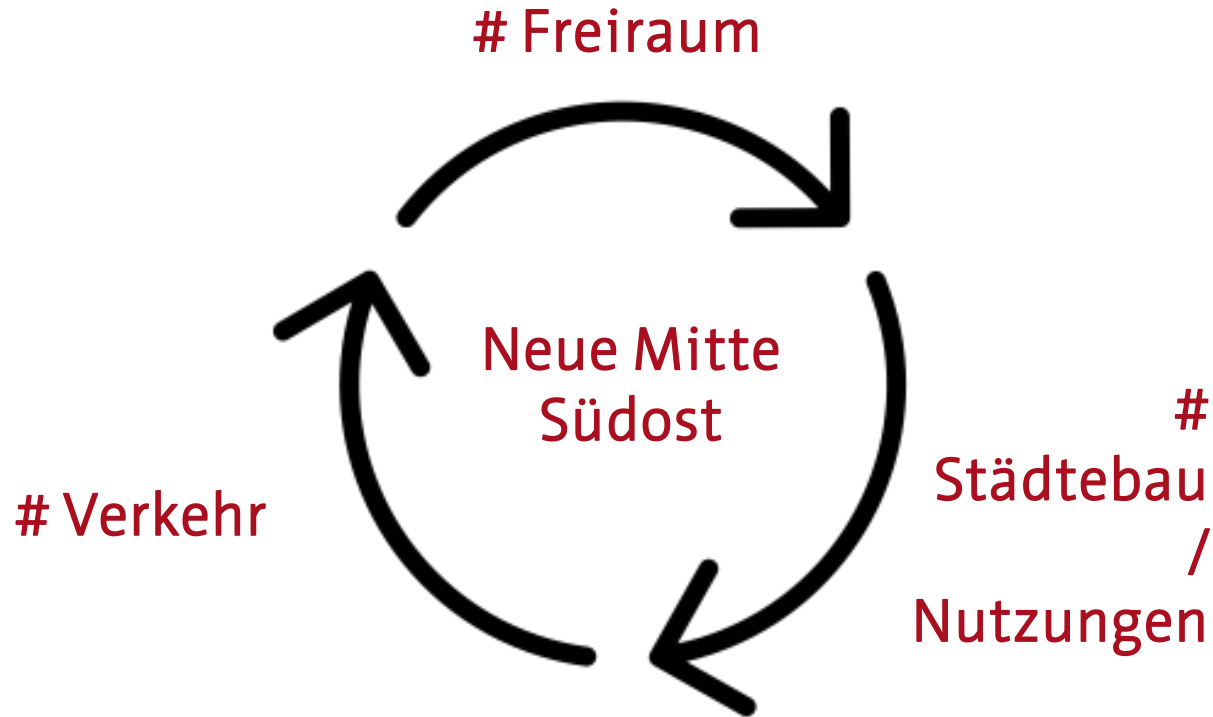 # Freiraum
Neue Mitte
Südost
#
Städtebau
/
Nutzungen
# Verkehr